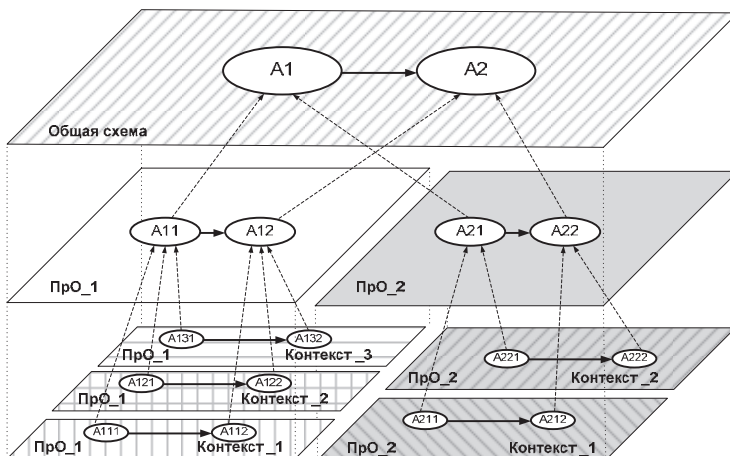 A1 A2
Общая схема
A11 A12 A21 A22
ПрО_1 ПрО_2
A131 A132
ПрО_1 Контекст_3
A221 A222
ПрО_2 Контекст_2
A121 A122
ПрО_1 Контекст_2
A211 A212
ПрО_2 Контекст_1
A111 A112
ПрО_1 Контекст_1